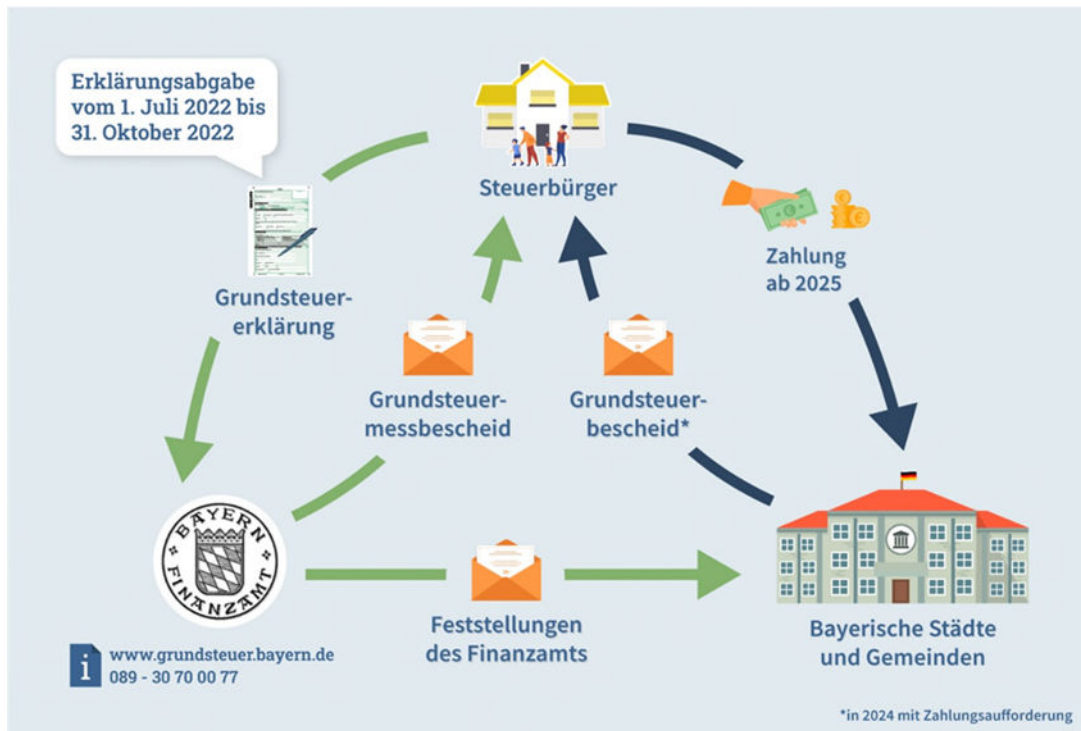 Erklärungsabgabe
vom 1. Juli 2022 bis
31. Oktober 2022
Steuerbürger
Grundsteuer-
erklärung
Zahlung
ab 2025
Grundsteuer-
messbescheid
Grundsteuer-
bescheid*
BAYERN
FINANZAMT
Feststellungen
des Finanzamts
Bayerische Städte
und Gemeinden
i
www.grundsteuer.bayern.de
089 - 30 70 00 77
*in 2024 mit Zahlungsaufforderung